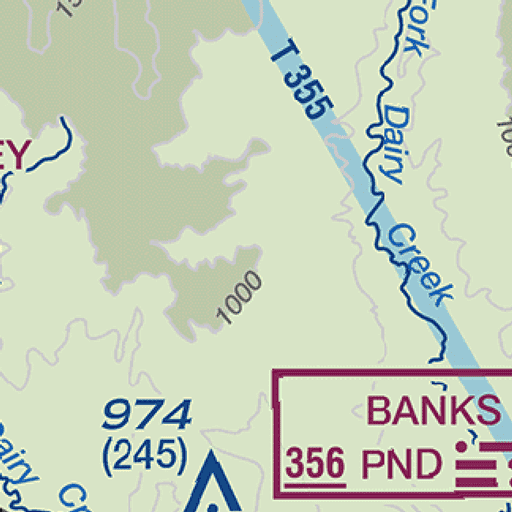 Fork
T 355
Dairy
EY
Creek
1000
974
(245)
BANKS
356 PND